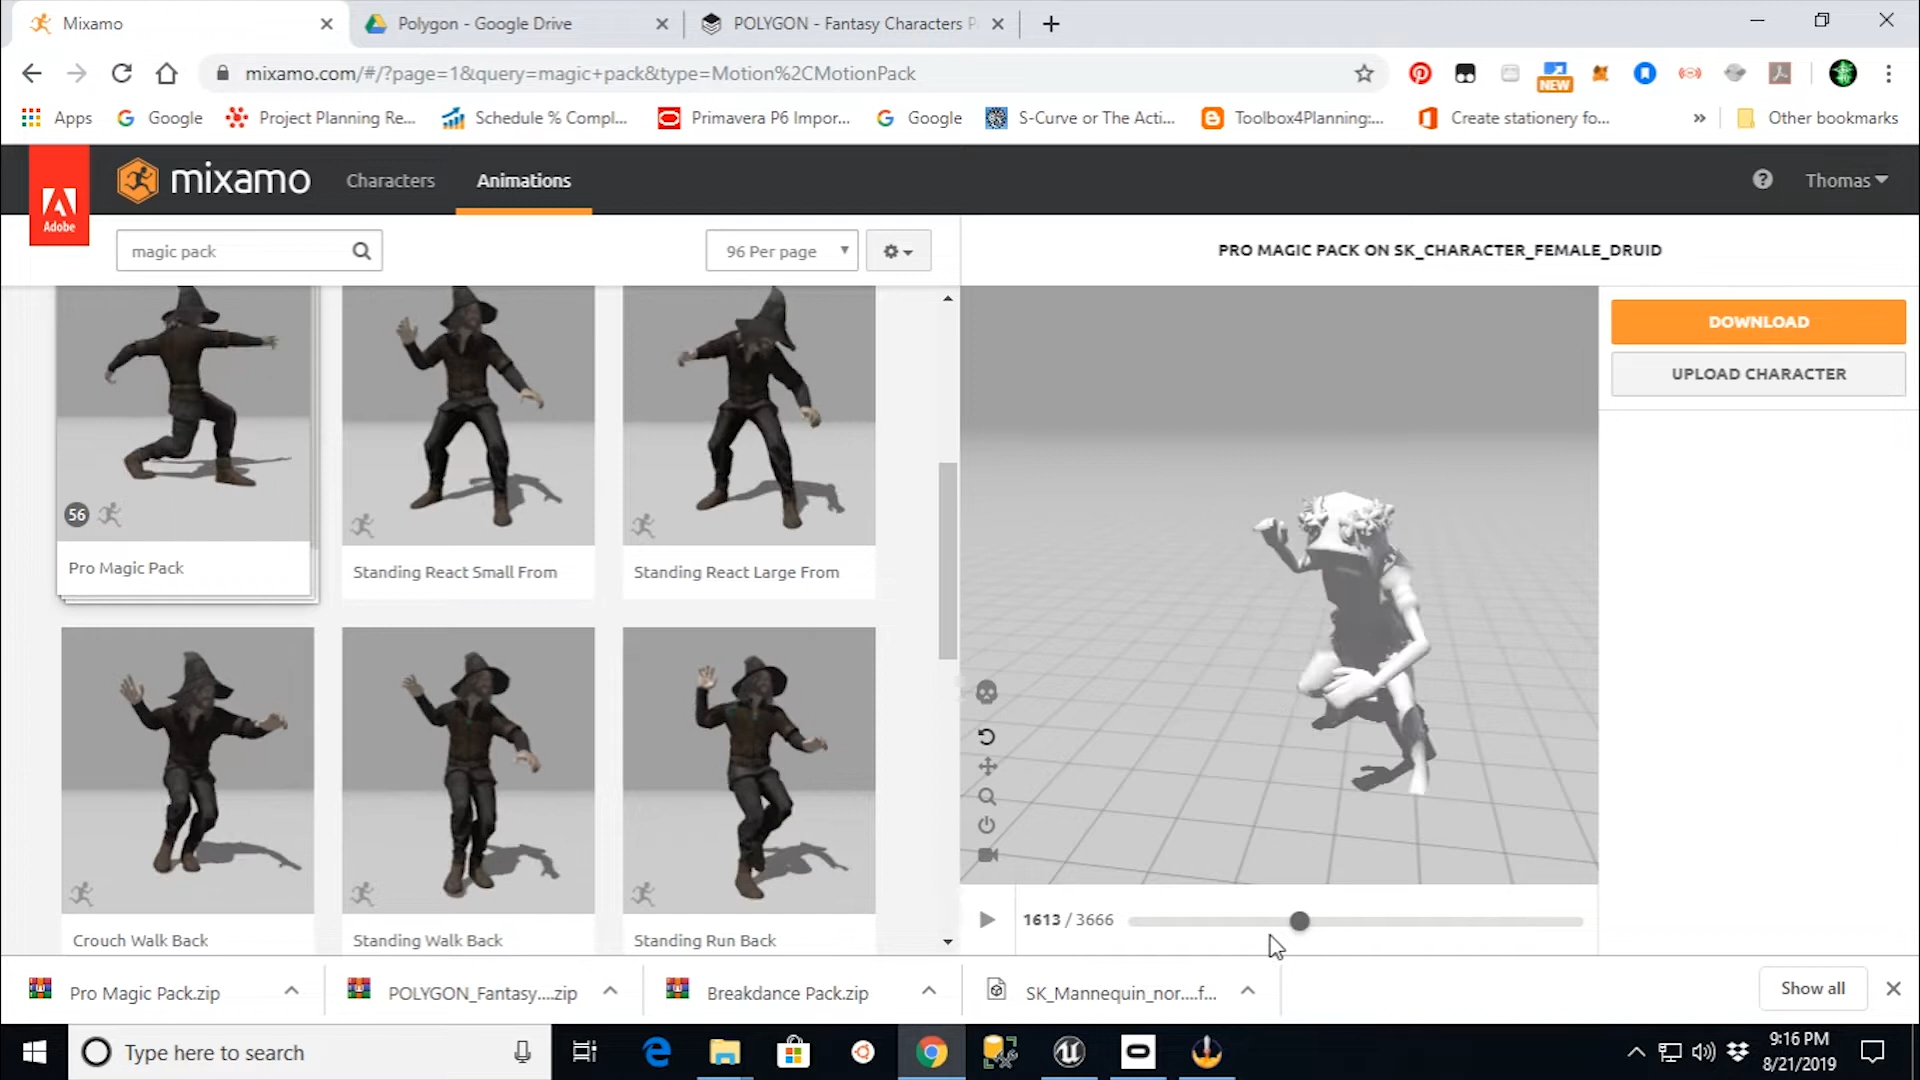 Mixamo
Polygon - Google Drive
POLYGON - Fantasy Characters P
mixamo.com/#/?page=1&query=magic+pack&type=Motion%2CMotionPack
NEW
Apps
Google
Project Planning Re...
Schedule % Compl...
Primavera P6 Impor...
Google
S-Curve or The Acti...
Toolbox4Planning:...
Create stationery fo...
»
Other bookmarks
Adobe
mixamo
Characters
Animations
?
Thomas
magic pack
96 Per page
PRO MAGIC PACK ON SK_CHARACTER_FEMALE_DRUID
DOWNLOAD
UPLOAD CHARACTER
56
Pro Magic Pack
Standing React Small From
Standing React Large From
Crouch Walk Back
Standing Walk Back
Standing Run Back
1613 / 3666
Pro Magic Pack.zip
POLYGON_Fantasy....zip
Breakdance Pack.zip
SK_Mannequin_nor....f...
Show all
Type here to search
9:16 PM
8/21/2019